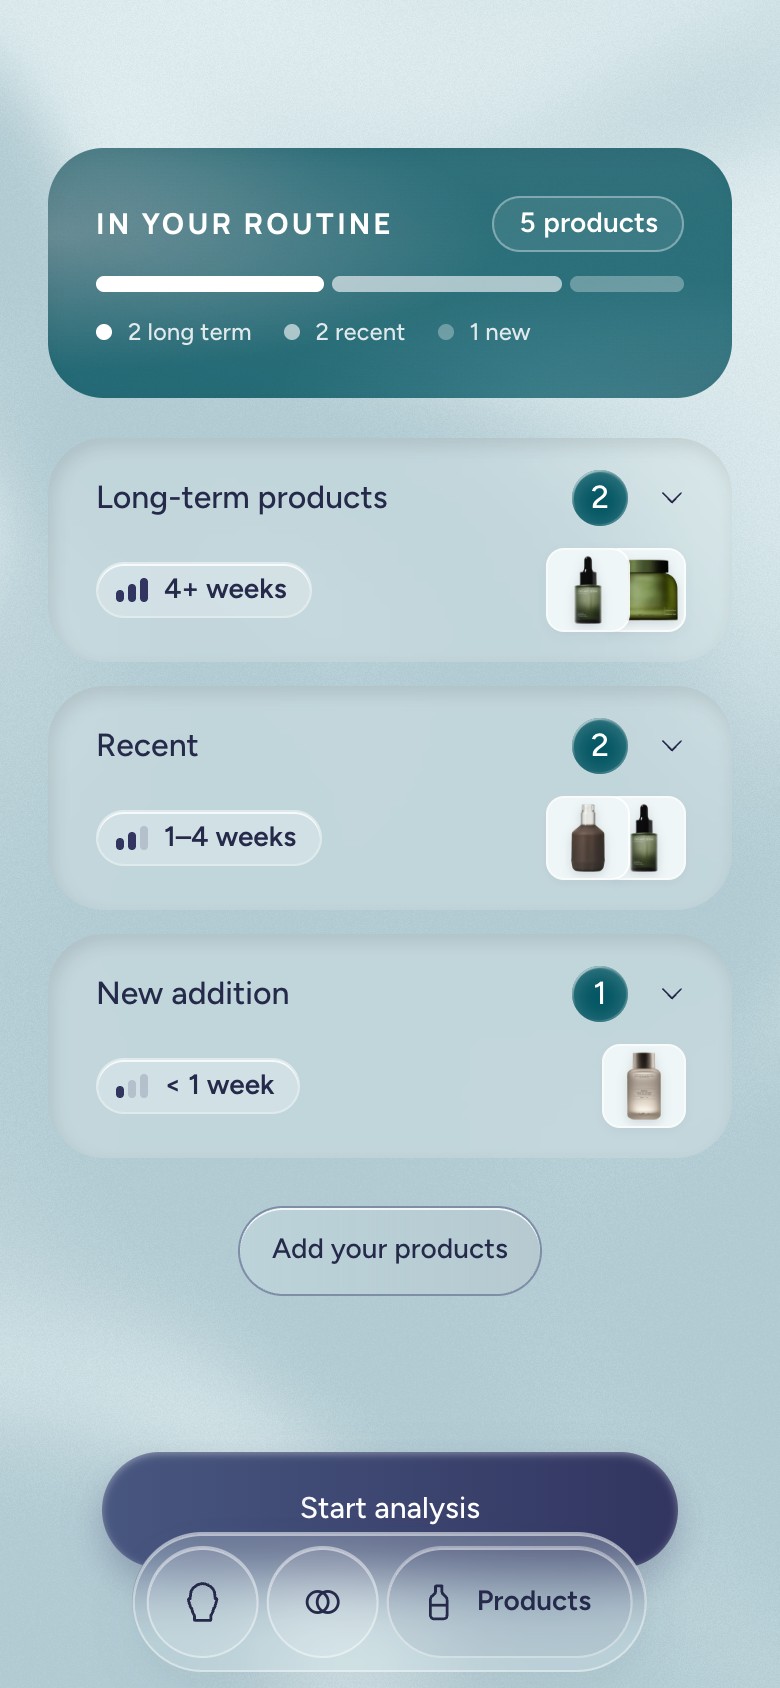 IN YOUR ROUTINE
5 products
2 long term 2 recent 1 new
Long-term products 2
4+ weeks
Recent 2
1–4 weeks
New addition 1
< 1 week
Add your products
Start analysis
Products